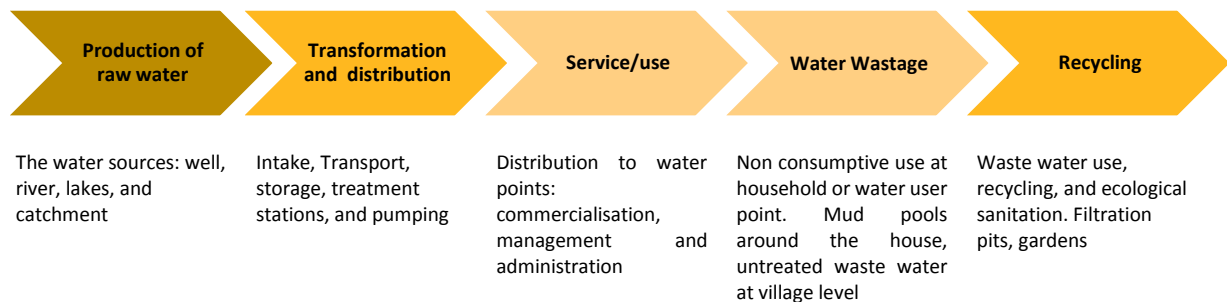 Production of
raw water
Transformation
and distribution
Service/use
Water Wastage
Recycling
The water sources: well,
river, lakes, and
catchment
Intake, Transport,
storage, treatment
stations, and pumping
Distribution to water
points:
commercialisation,
management and
administration
Non consumptive use at
household or water user
point. Mud pools
around the house,
untreated waste water
at village level
Waste water use,
recycling, and ecological
sanitation. Filtration
pits, gardens